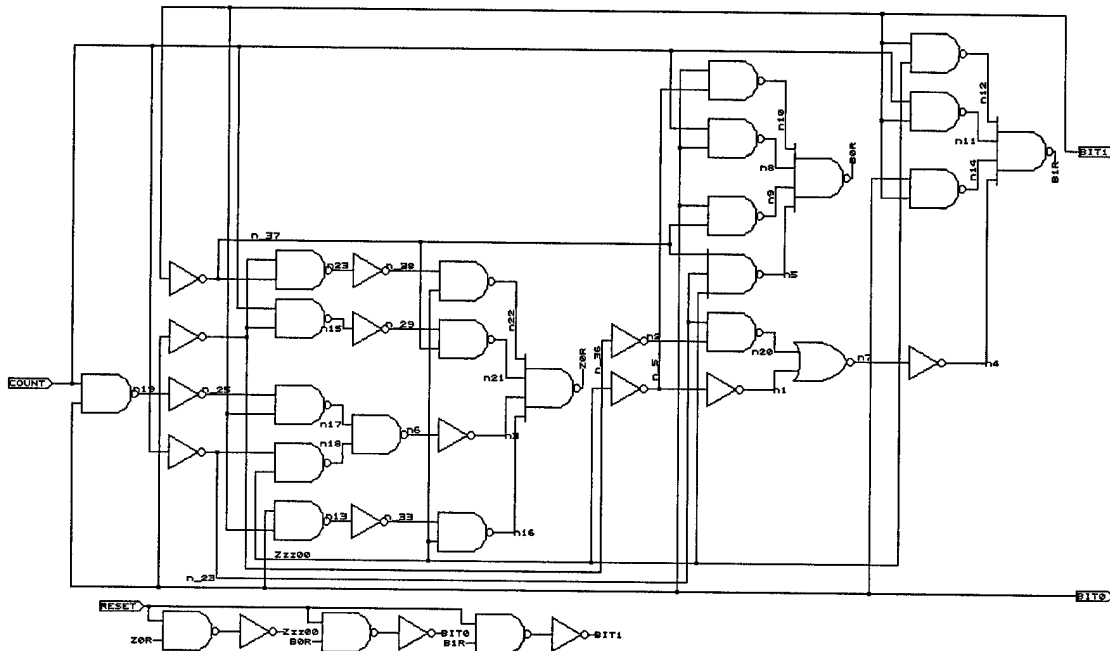 n12
n10
n11
B0R
n8
n14
B1R
BIT1
n9
n_37
n23
n_38
n5
n22
n15
n_29
n_36
n2
n_5
n20
n7
n4
Z0R
n21
COUNT
n19
n_25
n1
n17
n6
n3
n18
n13
n_33
n16
Zzz00
n_23
BIT0
RESET
Z0R
Zzz00
B0R
BIT0
B1R
BIT1